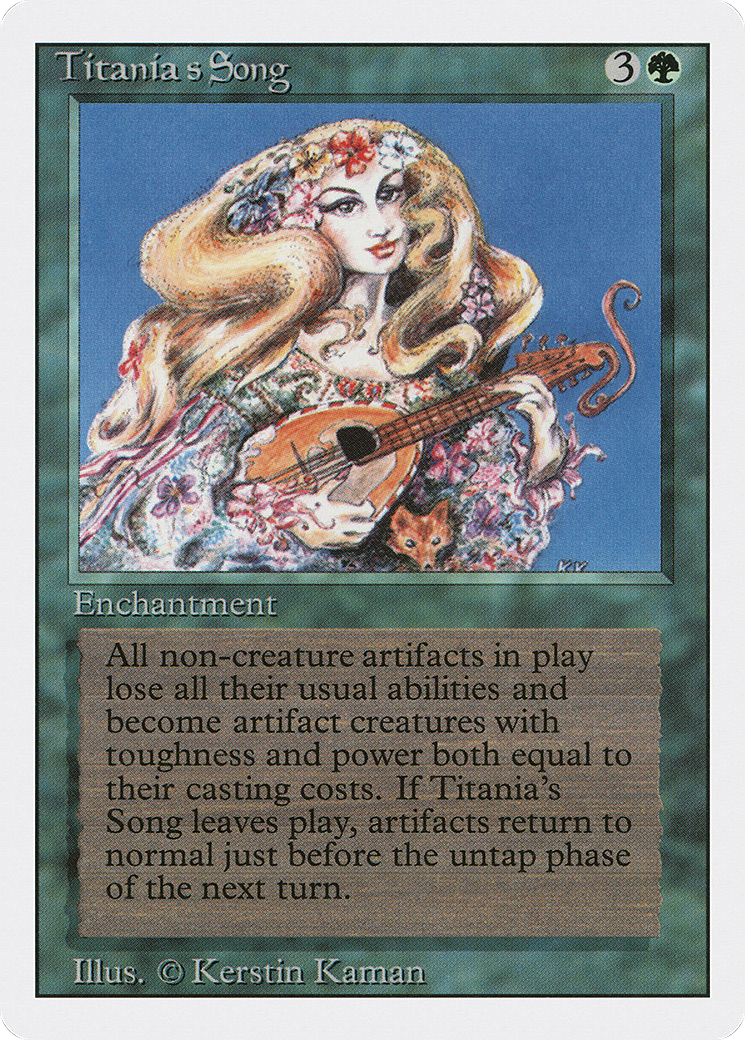 Titania's Song 3
K.K.
Enchantment
All non-creature artifacts in play
lose all their usual abilities and
become artifact creatures with
toughness and power both equal to
their casting costs. If Titania's
Song leaves play, artifacts return to
normal just before the untap phase
of the next turn.
Illus. © Kerstin Kaman